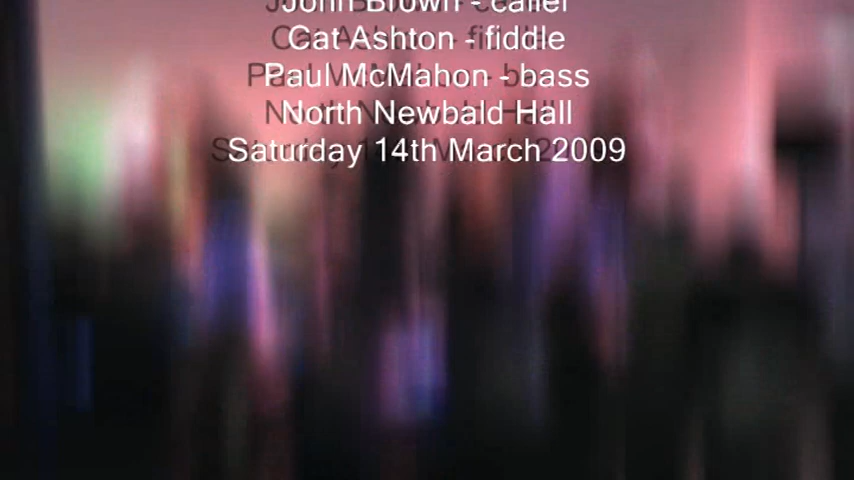 John Brown - caller
Cat Ashton - fiddle
Paul McMahon - bass
North Newbald Hall
Saturday 14th March 2009